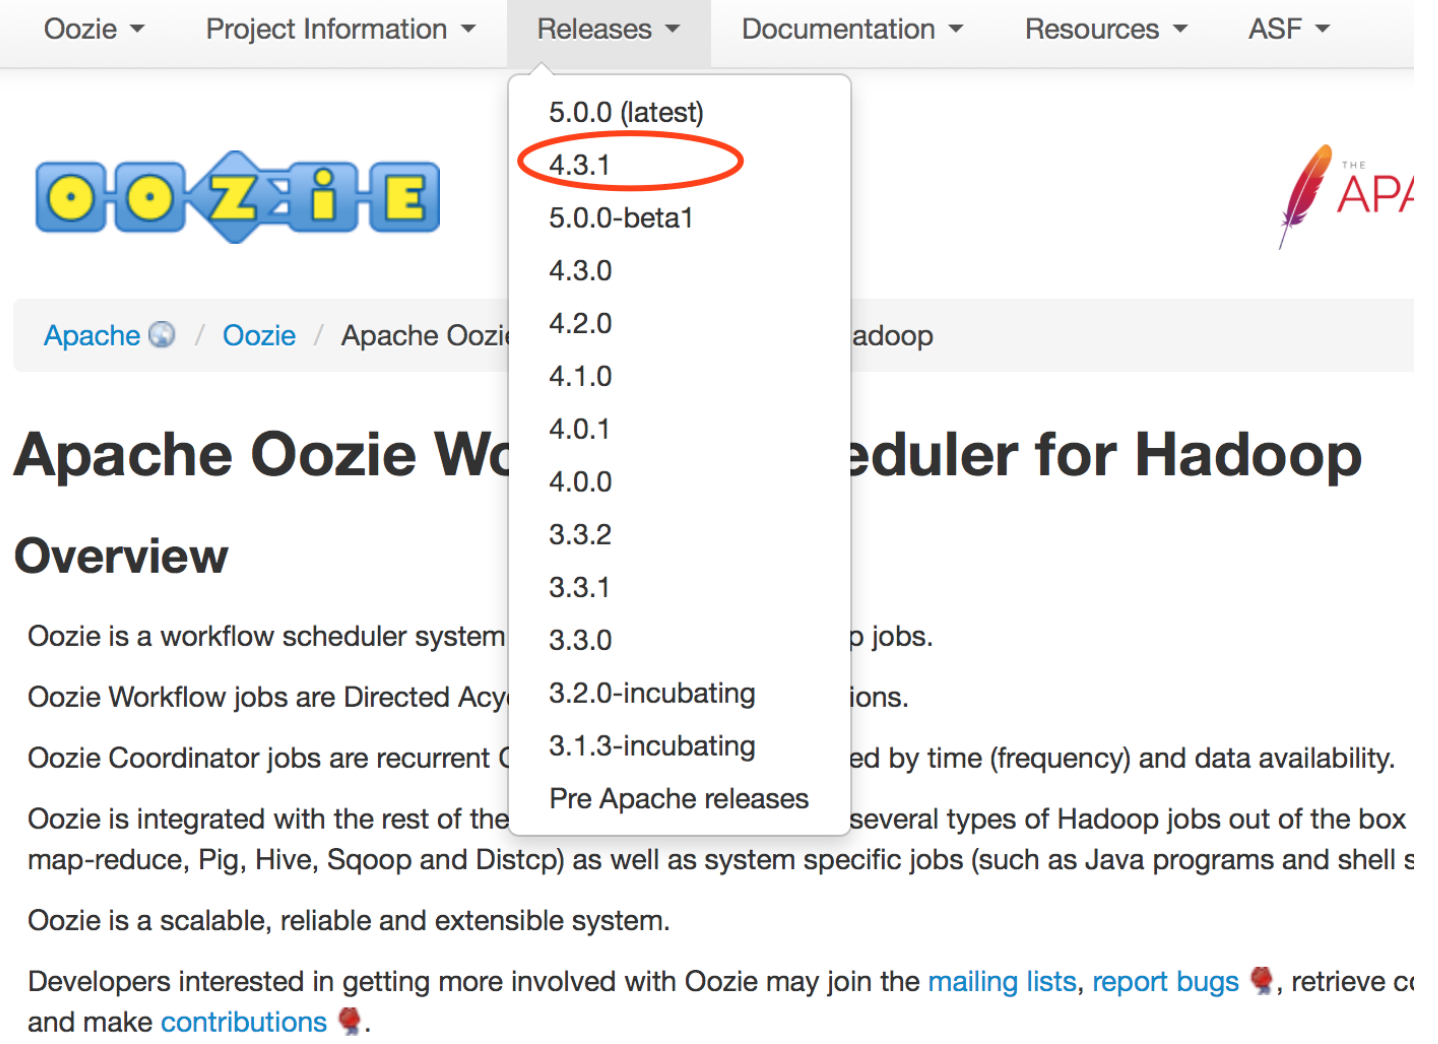 Oozie Project Information Releases Documentation Resources ASF
5.0.0 (latest)
4.3.1
5.0.0-beta1
4.3.0
4.2.0
4.1.0
4.0.1
4.0.0
3.3.2
3.3.1
3.3.0
3.2.0-incubating
3.1.3-incubating
Pre Apache releases
OOZiE
THE
APA
Apache / Oozie / Apache Oozie adoop
Apache Oozie Wo eduler for Hadoop
Overview
Oozie is a workflow scheduler system p jobs.
Oozie Workflow jobs are Directed Acy ions.
Oozie Coordinator jobs are recurrent ed by time (frequency) and data availability.
Oozie is integrated with the rest of the several types of Hadoop jobs out of the box
map-reduce, Pig, Hive, Sqoop and Distcp) as well as system specific jobs (such as Java programs and shell s
Oozie is a scalable, reliable and extensible system.
Developers interested in getting more involved with Oozie may join the mailing lists, report bugs , retrieve co
and make contributions .